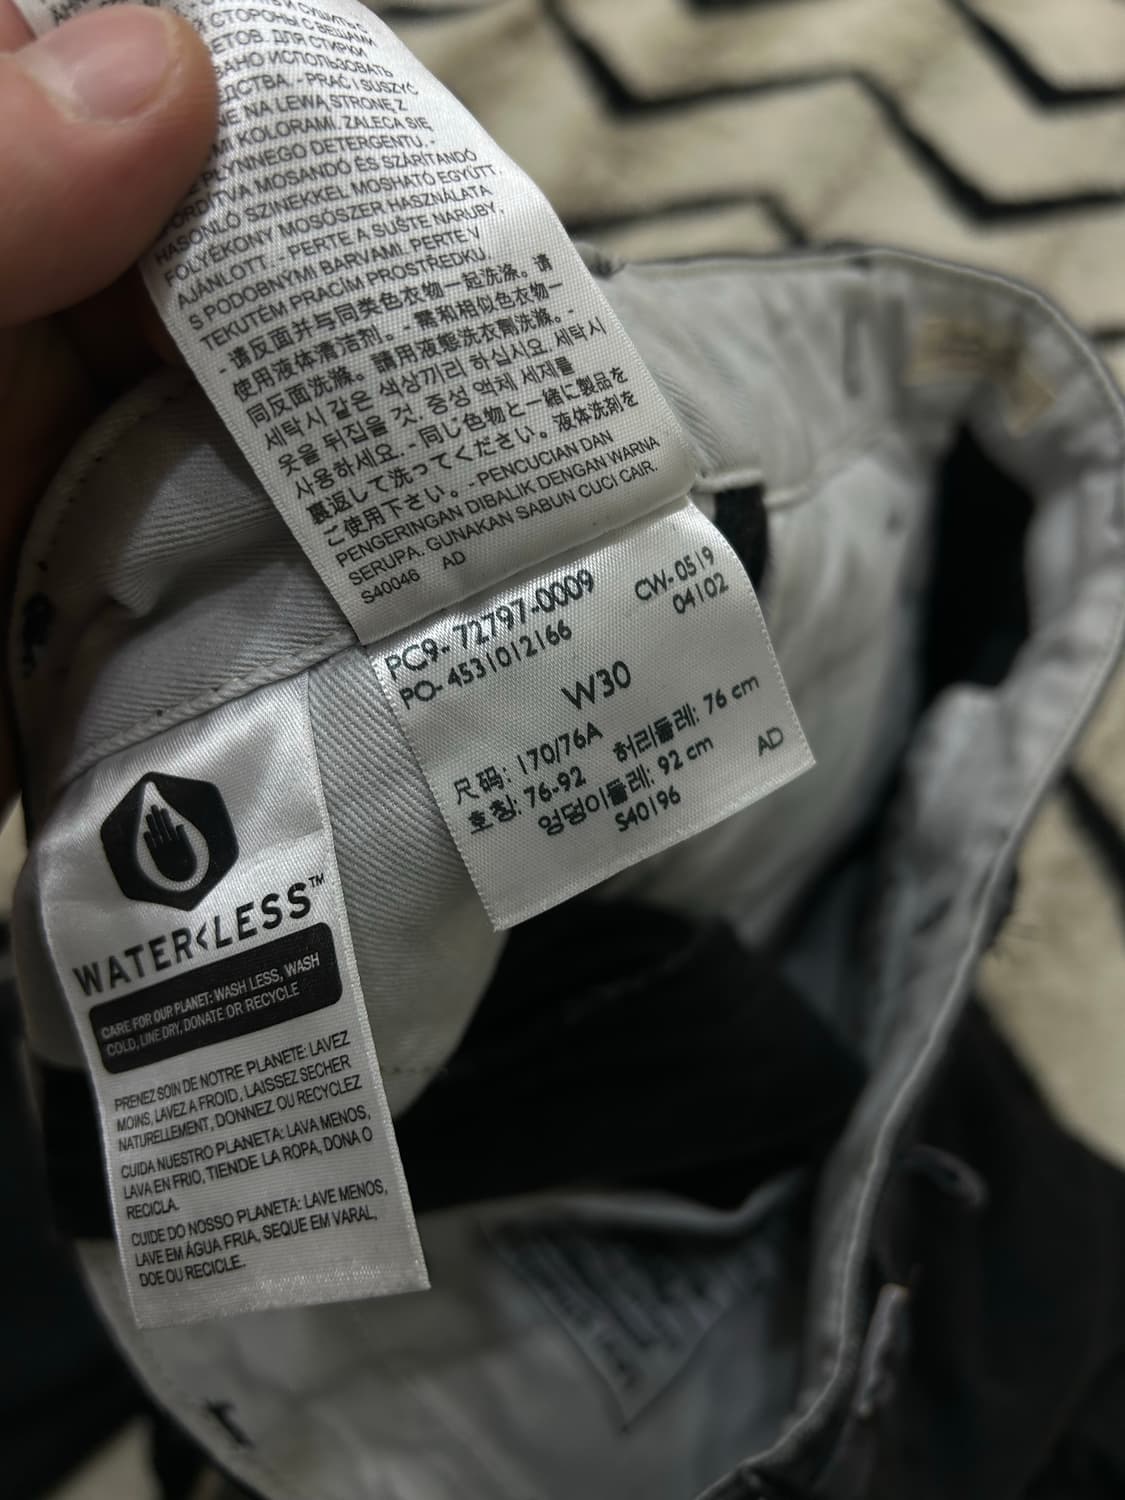 И СУШИТЬ С
СТОРОНЫ С ВЕЩАМИ
ЦВЕТОВ. ДЛЯ СТИРКИ
ИСПОЛЬЗОВАТЬ
- PRAĆ I SUSZYĆ
NA LEWĄ STRONĘ Z
KOLORAMI. ZALECA SIĘ
PŁYNNEGO DETERGENTU. -
KIFORDÍTVA MOSANDÓ ÉS SZÁRÍTANDÓ
HASONLÓ SZINEKKEL MOSHATÓ EGYÜTT.
FOLYÉKONY MOSÓSZER HASZNÁLATA
AJÁNLOTT. - PERTE A SUŠTE NARUBY.
S PODOBNÝMI BARVAMI. PERTE V
TEKUTÉM PRACÍM PROSTŘEDKU.
- 请反面并与同类色衣物一起洗涤。请
使用液体清洁剂。- 需和相似色衣物一
同反面洗滌。請用液態洗衣膏洗滌。-
세탁시 같은 색상끼리 하십시요. 세탁시
옷을 뒤집을 것. 중성 액체 세제를
사용하세요. - 同じ色物と一緒に製品を
裏返して洗ってください。液体洗剤を
ご使用下さい。- PENCUCIAN DAN
PENGERINGAN DIBALIK DENGAN WARNA
SERUPA. GUNAKAN SABUN CUCI CAIR.
S40046 AD
PC9- 72797-0009 CW- 0519
PO- 4531012166 04102
W30
尺码: 170/76A 허리둘레: 76 cm
호칭: 76-92 엉덩이둘레: 92 cm AD
S40196
WATER<LESS™
CARE FOR OUR PLANET: WASH LESS, WASH
COLD, LINE DRY, DONATE OR RECYCLE
PRENEZ SOIN DE NOTRE PLANETE: LAVEZ
MOINS, LAVEZ A FROID, LAISSEZ SECHER
NATURELLEMENT, DONNEZ OU RECYCLEZ
CUIDA NUESTRO PLANETA: LAVA MENOS,
LAVA EN FRIO, TIENDE LA ROPA, DONA O
RECICLA.
CUIDE DO NOSSO PLANETA: LAVE MENOS,
LAVE EM ÁGUA FRIA, SEQUE EM VARAL,
DOE OU RECICLE.